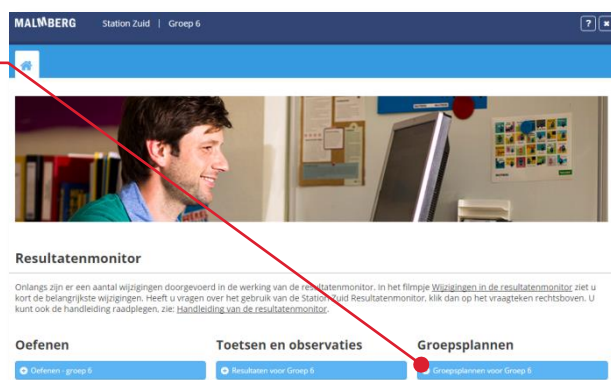 MALMBERG Station Zuid | Groep 6 ?
Resultatenmonitor
Onlangs zijn er een aantal wijzigingen doorgevoerd in de werking van de resultatenmonitor. In het filmpje Wijzigingen in de resultatenmonitor ziet u
kort de belangrijkste wijzigingen. Heeft u vragen over het gebruik van de Station Zuid Resultatenmonitor, klik dan op het vraagteken rechtsboven. U
kunt ook de handleiding raadplegen, zie: Handleiding van de resultatenmonitor.
Oefenen Toetsen en observaties Groepsplannen
Oefenen - groep 6 Resultaten voor Groep 6 Groepsplannen voor Groep 6